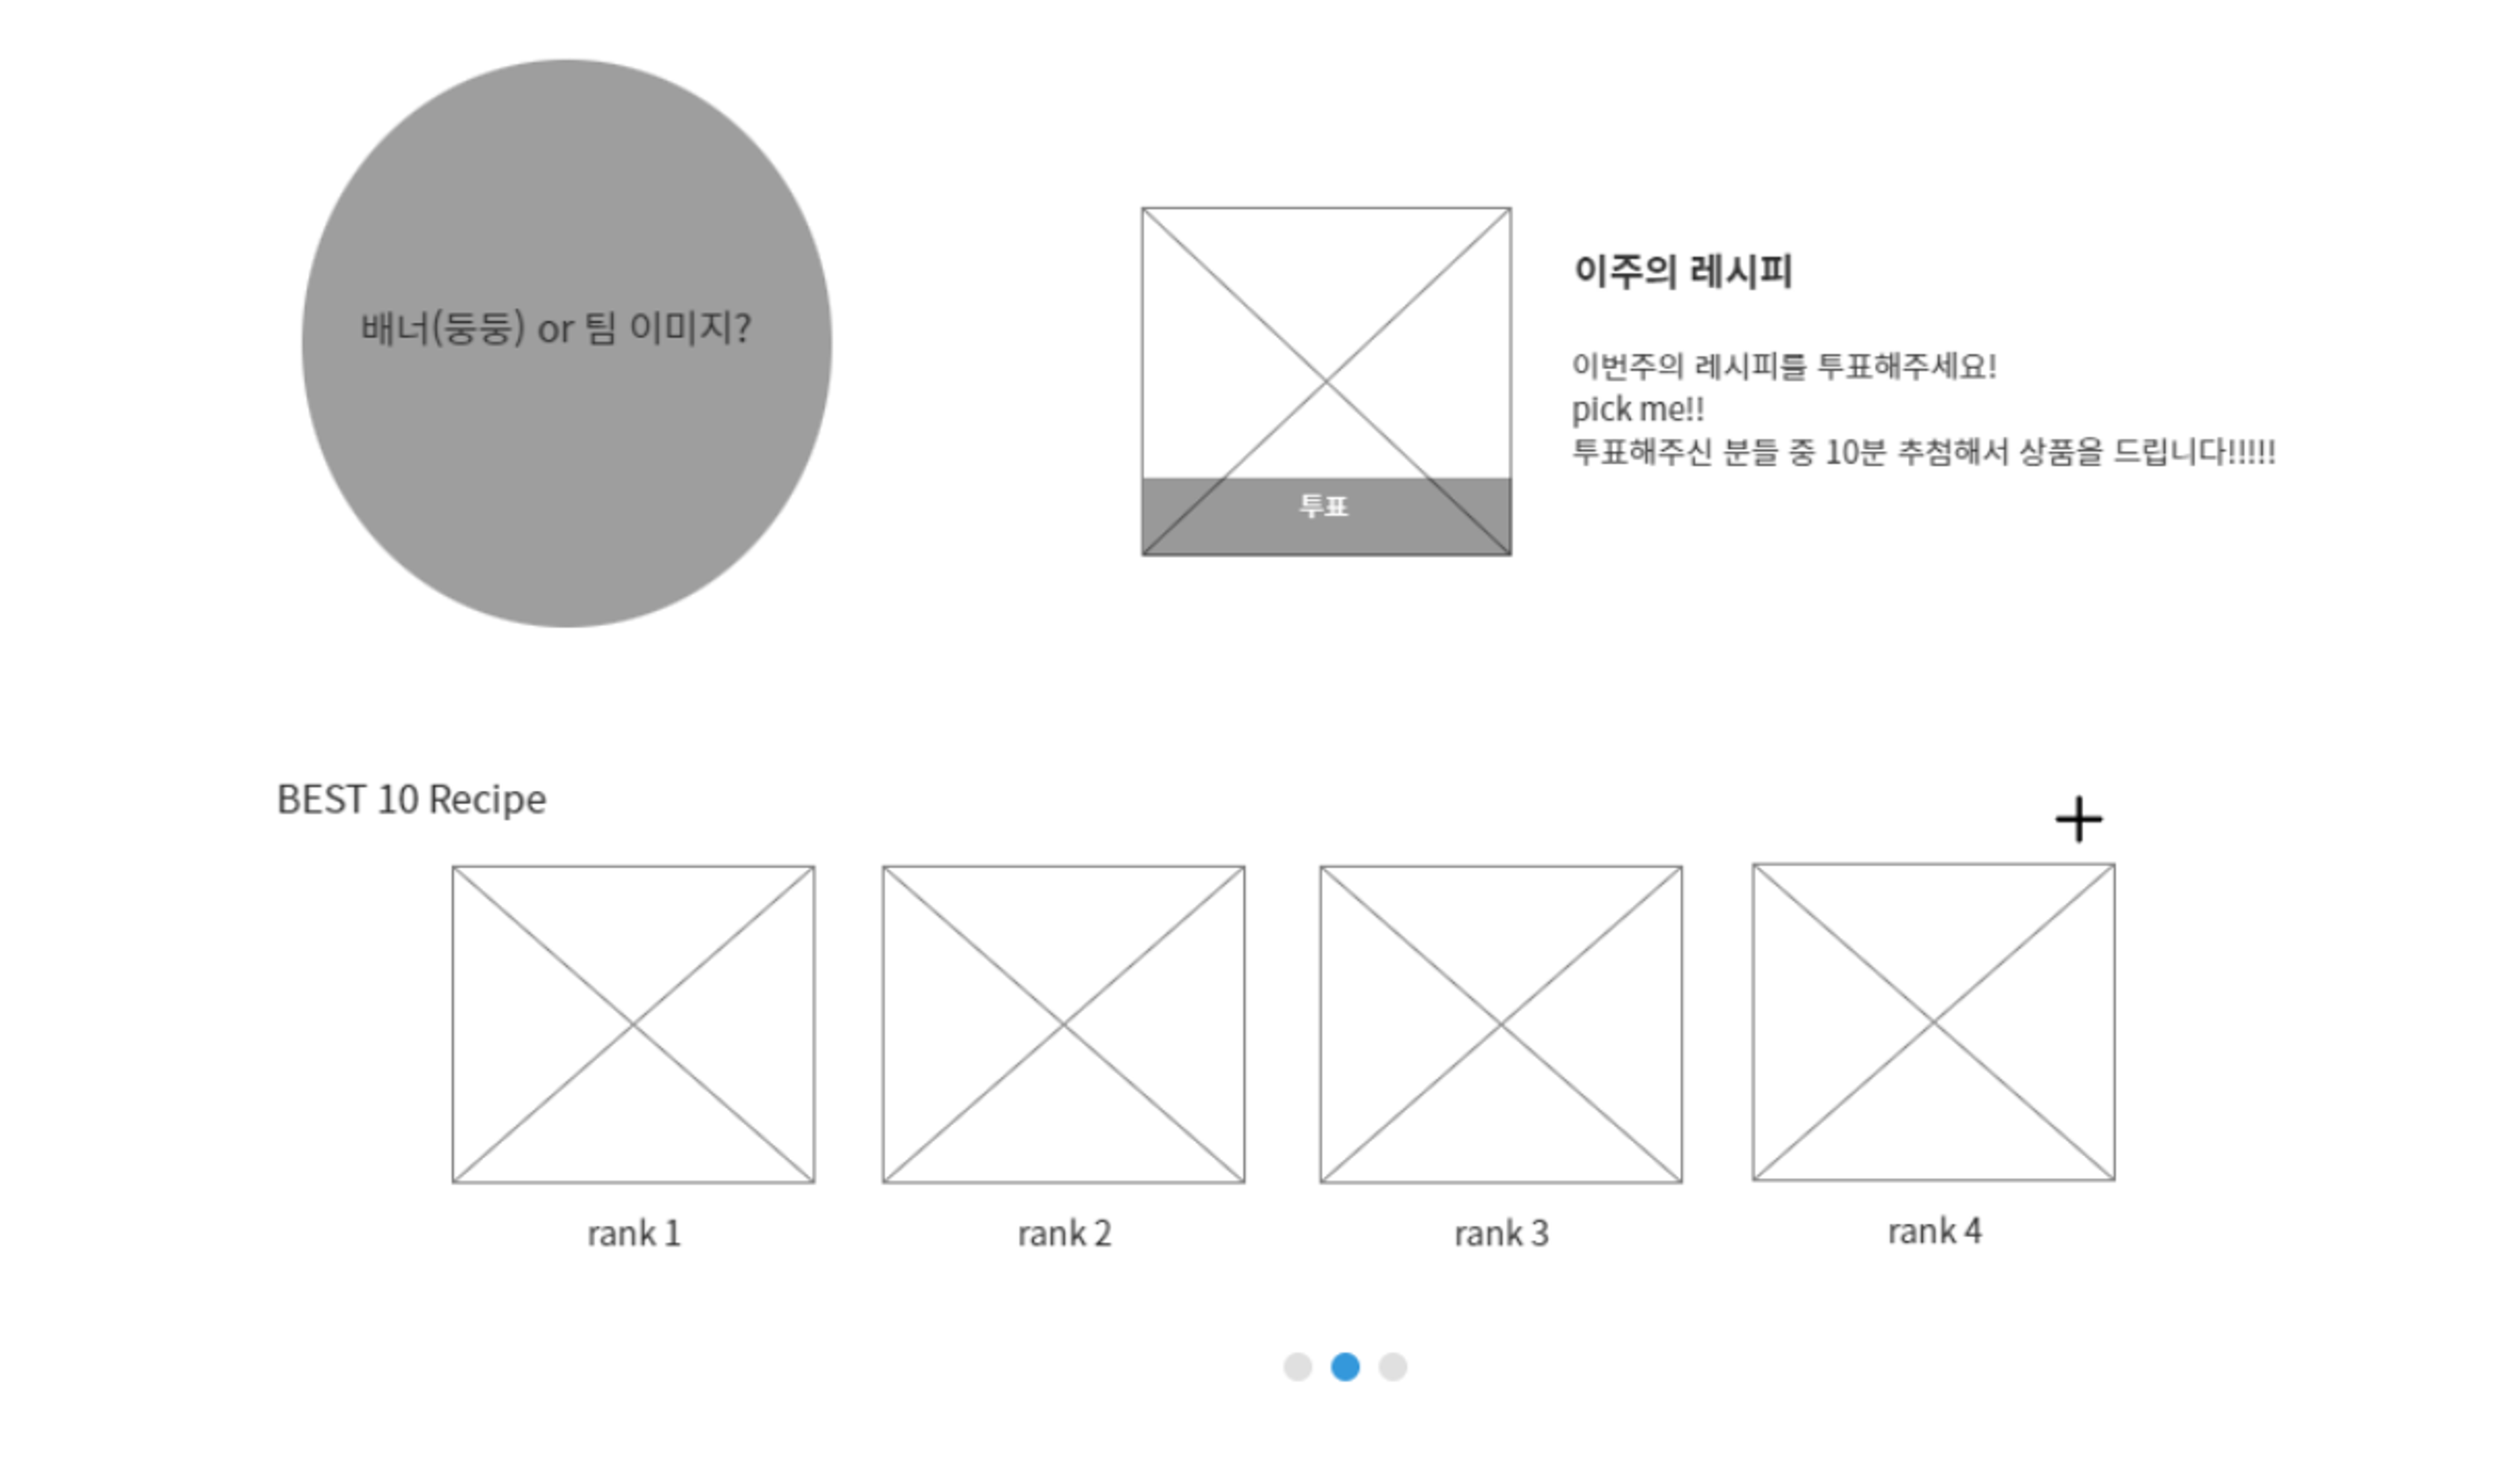 배너(둥둥) or 팀 이미지?
이주의 레시피
이번주의 레시피를 투표해주세요!
pick me!!
투표해주신 분들 중 10분 추첨해서 상품을 드립니다!!!!!
투표
BEST 10 Recipe
rank 1
rank 2
rank 3
rank 4